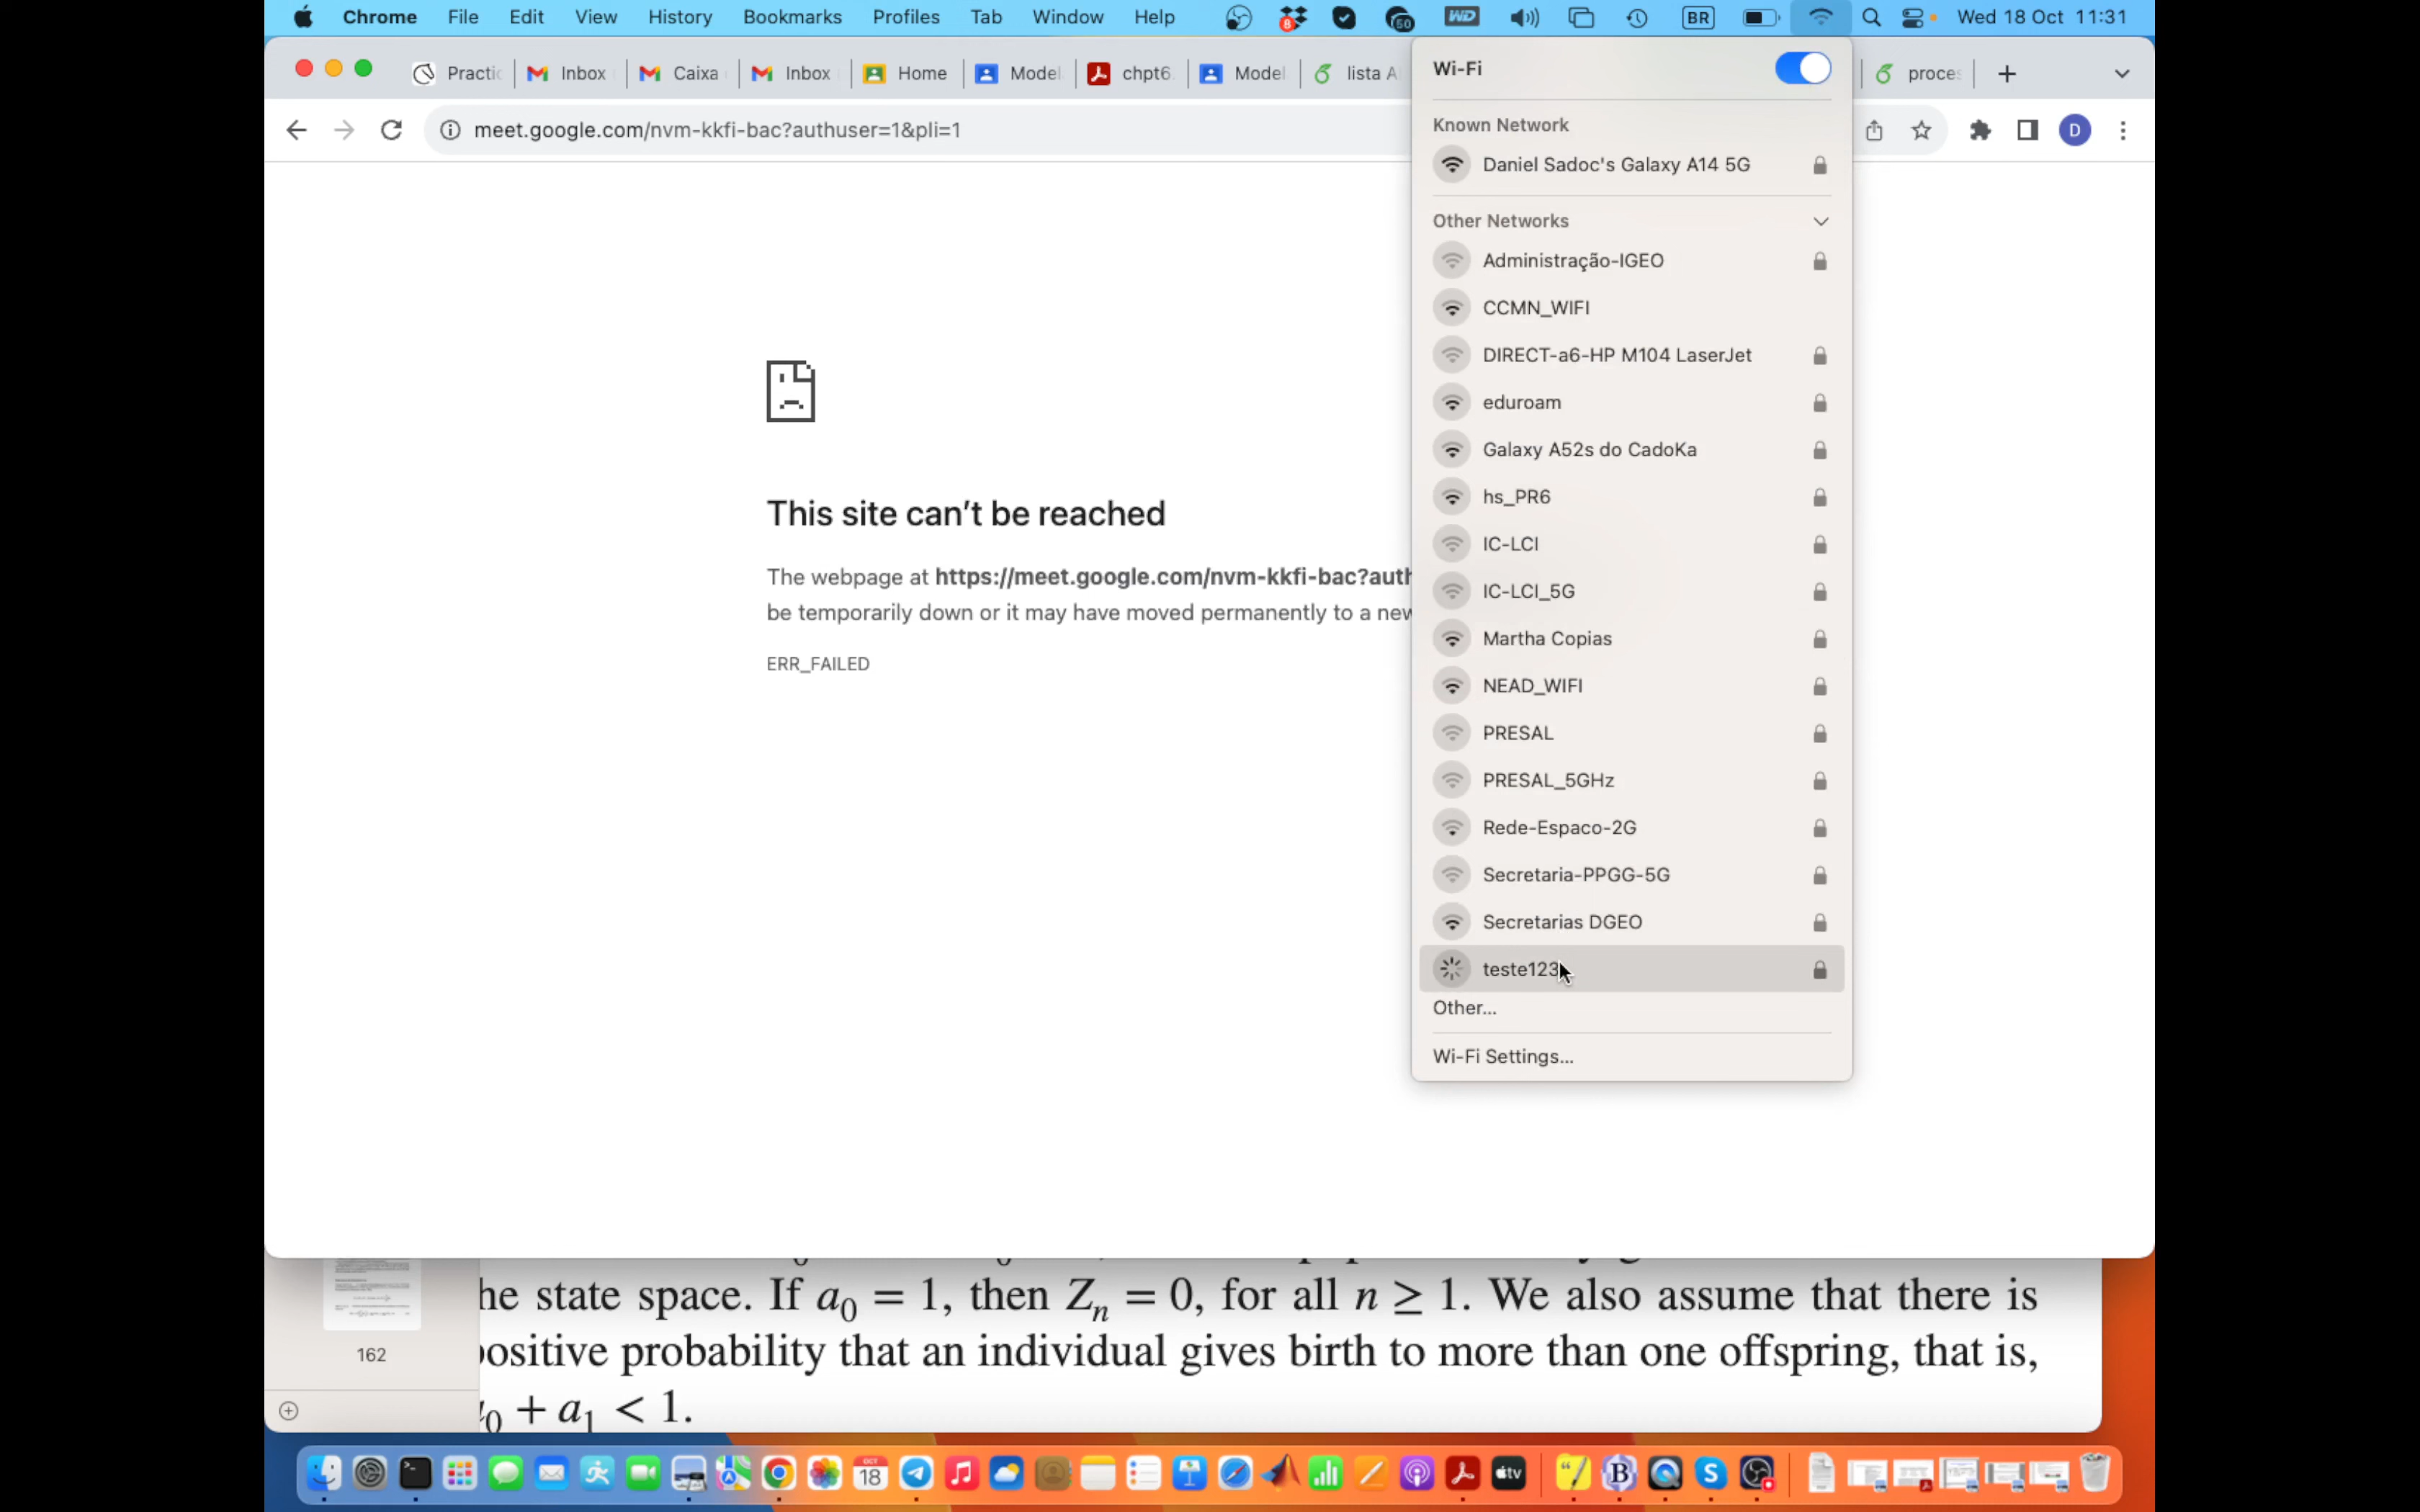 Chrome File Edit View History Bookmarks Profiles Tab Window Help 8 60 WD BR Wed 18 Oct 11:31
Practic Inbox Caixa Inbox Home Model chpt6. Model lista A proces
meet.google.com/nvm-kkfi-bac?authuser=1&pli=1
D
This site can’t be reached
The webpage at https://meet.google.com/nvm-kkfi-bac?auth
be temporarily down or it may have moved permanently to a new
ERR_FAILED
Wi-Fi
Known Network
Daniel Sadoc's Galaxy A14 5G
Other Networks
Administração-IGEO
CCMN_WIFI
DIRECT-a6-HP M104 LaserJet
eduroam
Galaxy A52s do CadoKa
hs_PR6
IC-LCI
IC-LCI_5G
Martha Copias
NEAD_WIFI
PRESAL
PRESAL_5GHz
Rede-Espaco-2G
Secretaria-PPGG-5G
Secretarias DGEO
teste123
Other...
Wi-Fi Settings...
162
he state space. If a₀ = 1, then Zₙ = 0, for all n ≥ 1. We also assume that there is
ositive probability that an individual gives birth to more than one offspring, that is,
₀ + a₁ < 1.
OCT
18
tv
B